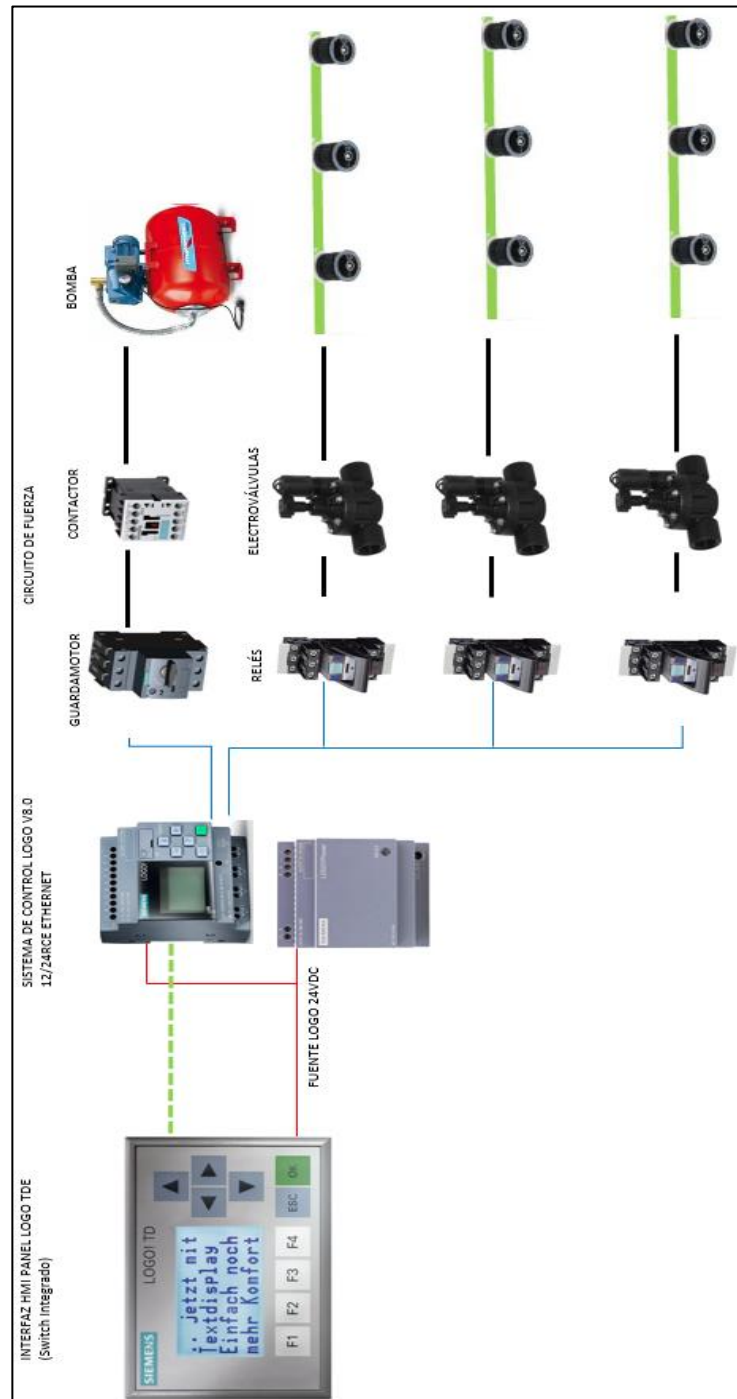 INTERFAZ HMI PANEL LOGO TDE
(Switch Integrado)
SIEMENS
LOGO! TD
:. jetzt mit
Textdisplay
Einfach noch
mehr Komfort
F1 F2 F3 F4
ESC OK
SISTEMA DE CONTROL LOGO V8.0
12/24RCE ETHERNET
SIEMENS
FUENTE LOGO 24VDC
CIRCUITO DE FUERZA
GUARDAMOTOR
CONTACTOR
BOMBA
RELÉS
ELECTROVÁLVULAS